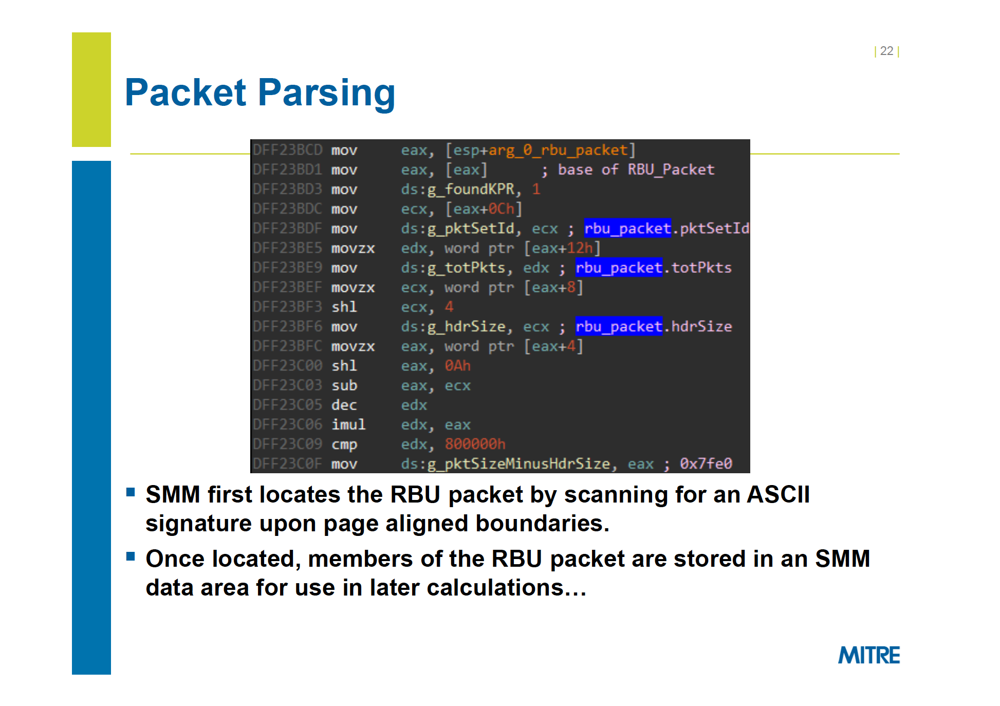 | 22 |
Packet Parsing
DFF23BCD mov eax, [esp+arg_0_rbu_packet]
DFF23BD1 mov eax, [eax] ; base of RBU_Packet
DFF23BD3 mov ds:g_foundKPR, 1
DFF23BDC mov ecx, [eax+0Ch]
DFF23BDF mov ds:g_pktSetId, ecx ; rbu_packet.pktSetId
DFF23BE5 movzx edx, word ptr [eax+12h]
DFF23BE9 mov ds:g_totPkts, edx ; rbu_packet.totPkts
DFF23BEF movzx ecx, word ptr [eax+8]
DFF23BF3 shl ecx, 4
DFF23BF6 mov ds:g_hdrSize, ecx ; rbu_packet.hdrSize
DFF23BFC movzx eax, word ptr [eax+4]
DFF23C00 shl eax, 0Ah
DFF23C03 sub eax, ecx
DFF23C05 dec edx
DFF23C06 imul edx, eax
DFF23C09 cmp edx, 800000h
DFF23C0F mov ds:g_pktSizeMinusHdrSize, eax ; 0x7fe0
▪ SMM first locates the RBU packet by scanning for an ASCII
signature upon page aligned boundaries.
▪ Once located, members of the RBU packet are stored in an SMM
data area for use in later calculations…
MITRE